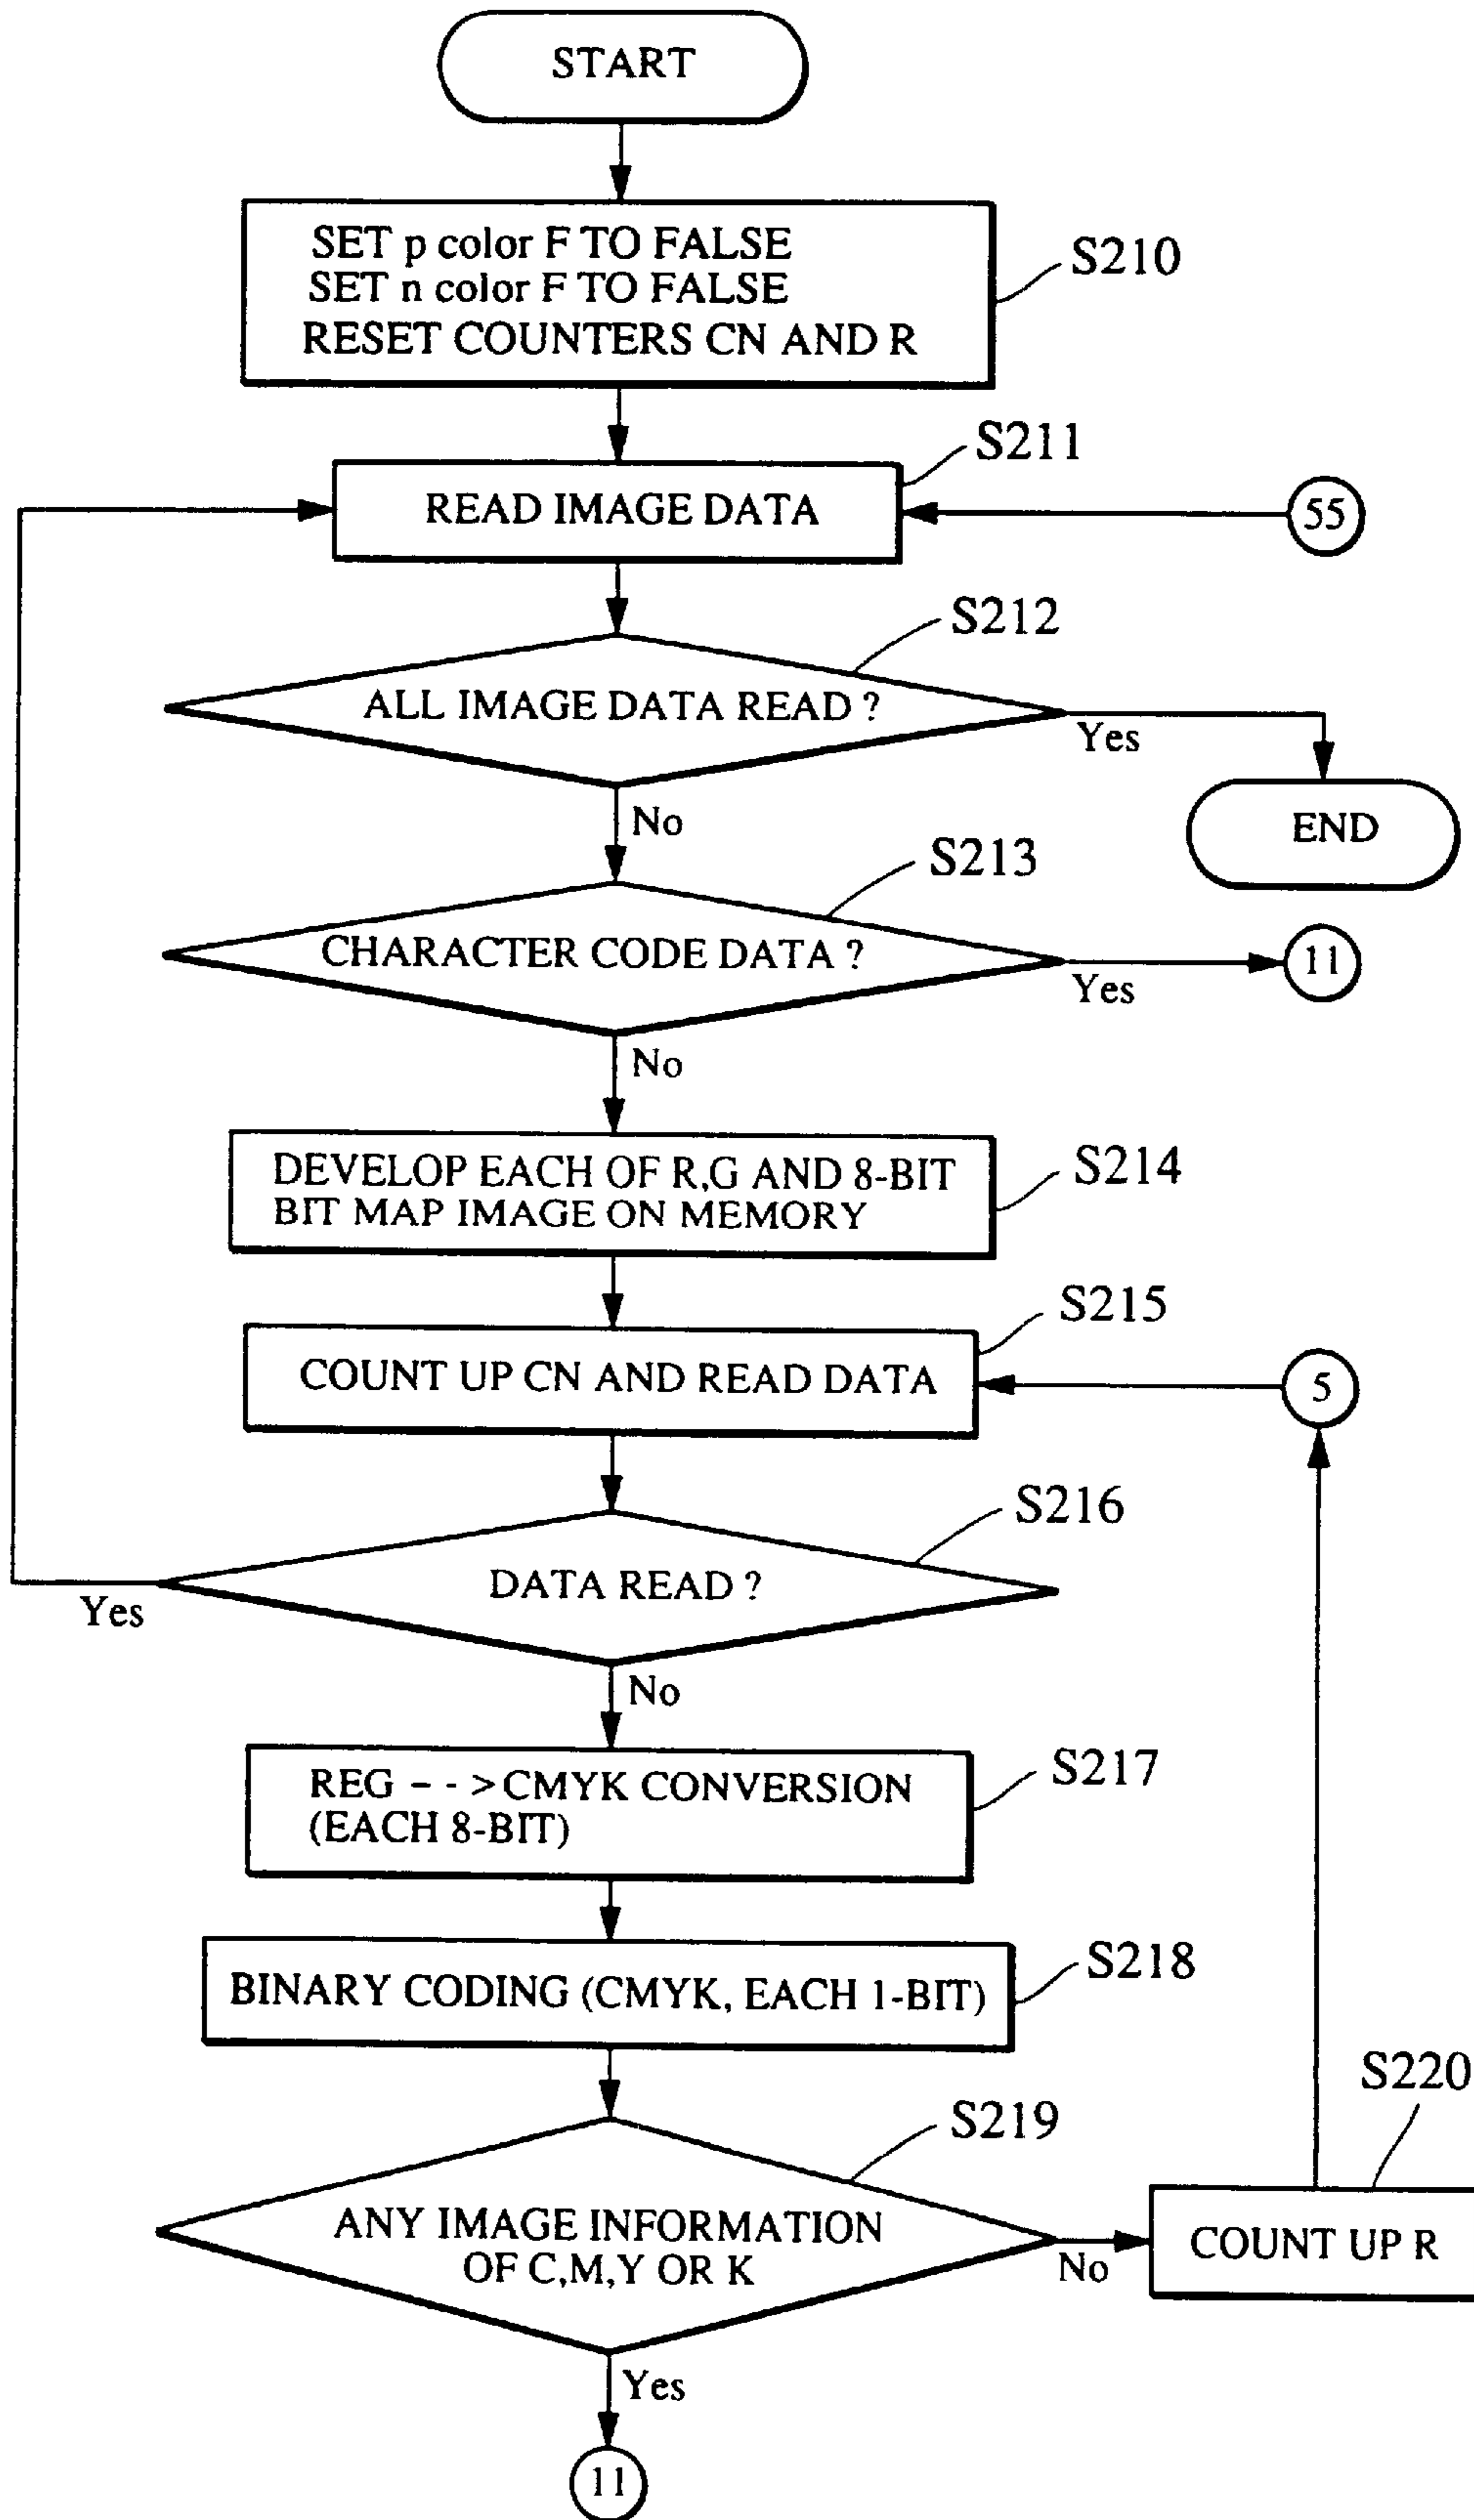 START
SET p color F TO FALSE
SET n color F TO FALSE
RESET COUNTERS CN AND R
S210
S211
READ IMAGE DATA
55
S212
ALL IMAGE DATA READ ?
Yes
No
END
S213
CHARACTER CODE DATA ?
Yes
11
No
DEVELOP EACH OF R,G AND 8-BIT
BIT MAP IMAGE ON MEMORY
S214
S215
COUNT UP CN AND READ DATA
5
S216
DATA READ ?
Yes
No
REG - - > CMYK CONVERSION
(EACH 8-BIT)
S217
BINARY CODING (CMYK, EACH 1-BIT)
S218
S220
S219
ANY IMAGE INFORMATION
OF C,M,Y OR K
No
COUNT UP R
Yes
11